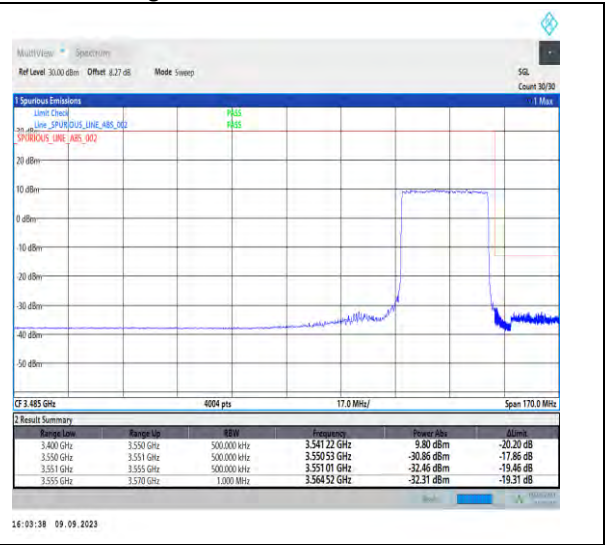 MultiView Spectrum
Ref Level 30.00 dBm Offset 8.27 dB Mode Sweep SGL
Count 30/30
1 Spurious Emissions 1 Max
Limit Check PASS
Line _SPURIOUS_LINE_ABS_002 PASS
_SPURIOUS_LINE_ABS_002
20 dBm
10 dBm
0 dBm
-10 dBm
-20 dBm
-30 dBm
-40 dBm
-50 dBm
CF 3.485 GHz 4004 pts 17.0 MHz/ Span 170.0 MHz
2 Result Summary
Range Low Range Up RBW Frequency Power Abs ΔLimit
3.400 GHz 3.550 GHz 500.000 kHz 3.541 22 GHz 9.80 dBm -20.20 dB
3.550 GHz 3.551 GHz 500.000 kHz 3.550 53 GHz -30.86 dBm -17.86 dB
3.551 GHz 3.555 GHz 500.000 kHz 3.551 01 GHz -32.46 dBm -19.46 dB
3.555 GHz 3.570 GHz 1.000 MHz 3.564 52 GHz -32.31 dBm -19.31 dB
16:03:38 09.09.2023